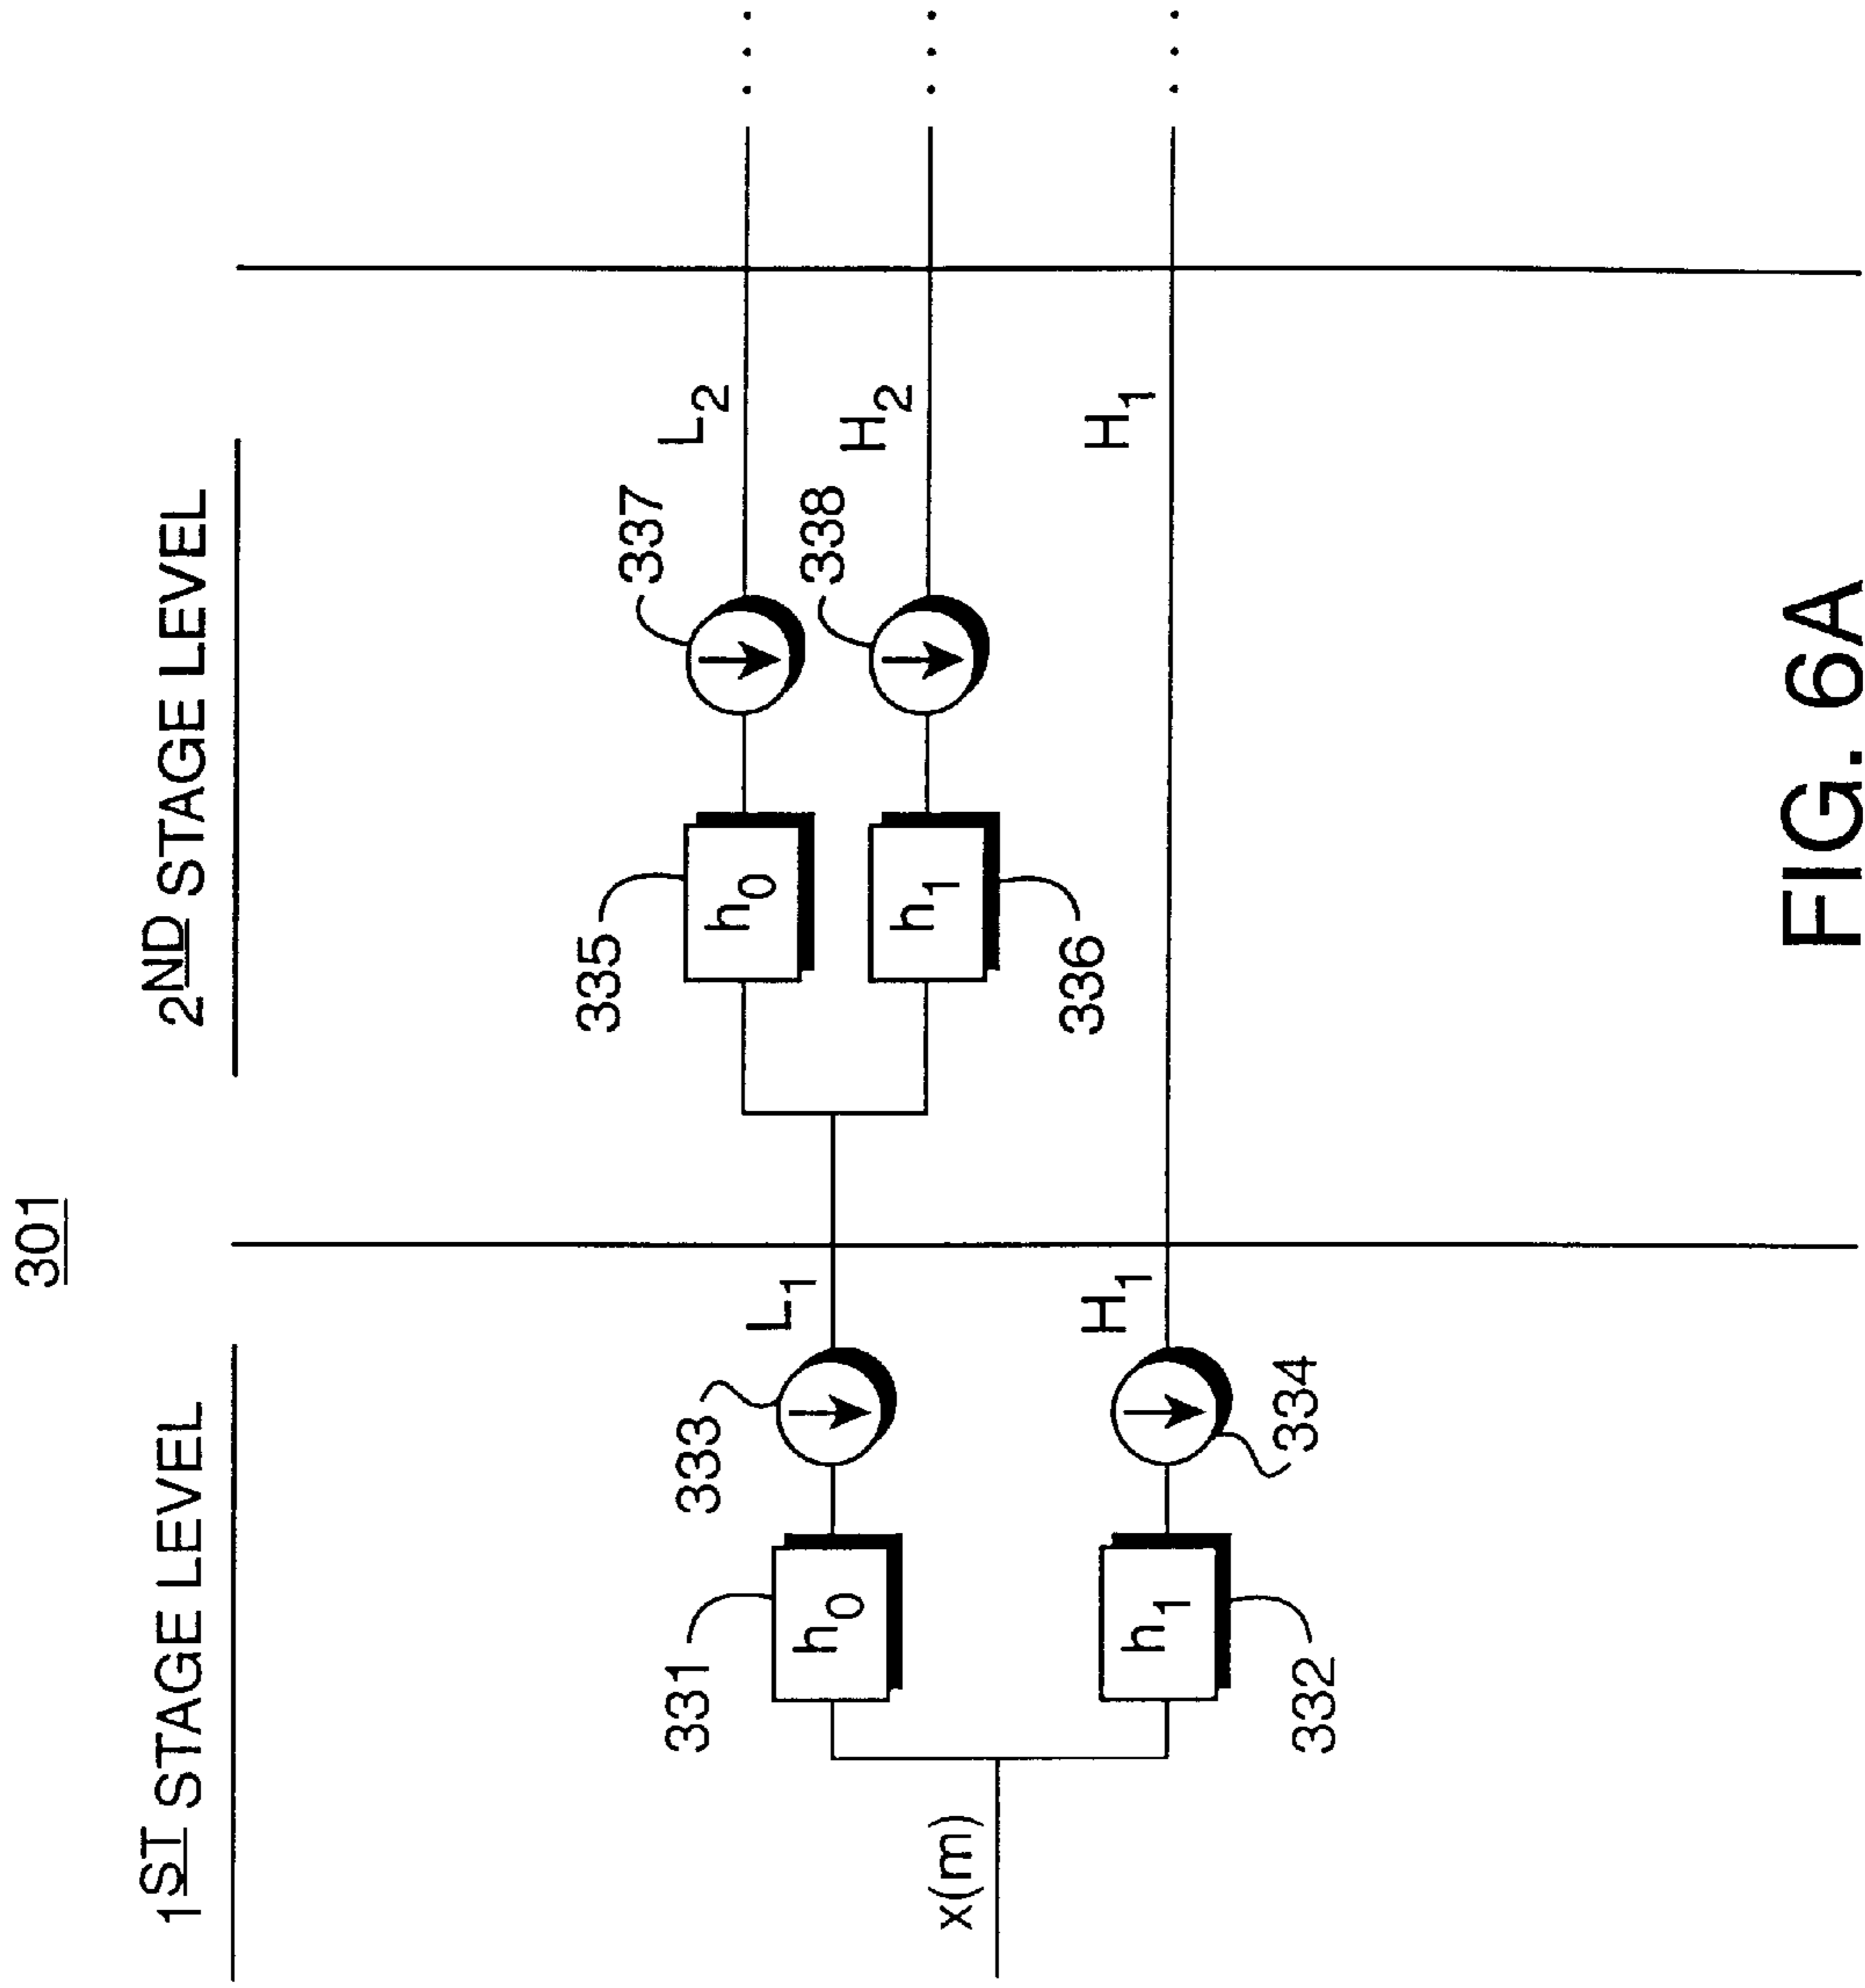 301
1ST STAGE LEVEL
2ND STAGE LEVEL
x(m)
331
h0
333
L1
332
h1
334
H1
335
h0
337
L2
336
h1
338
H2
H1
FIG. 6A